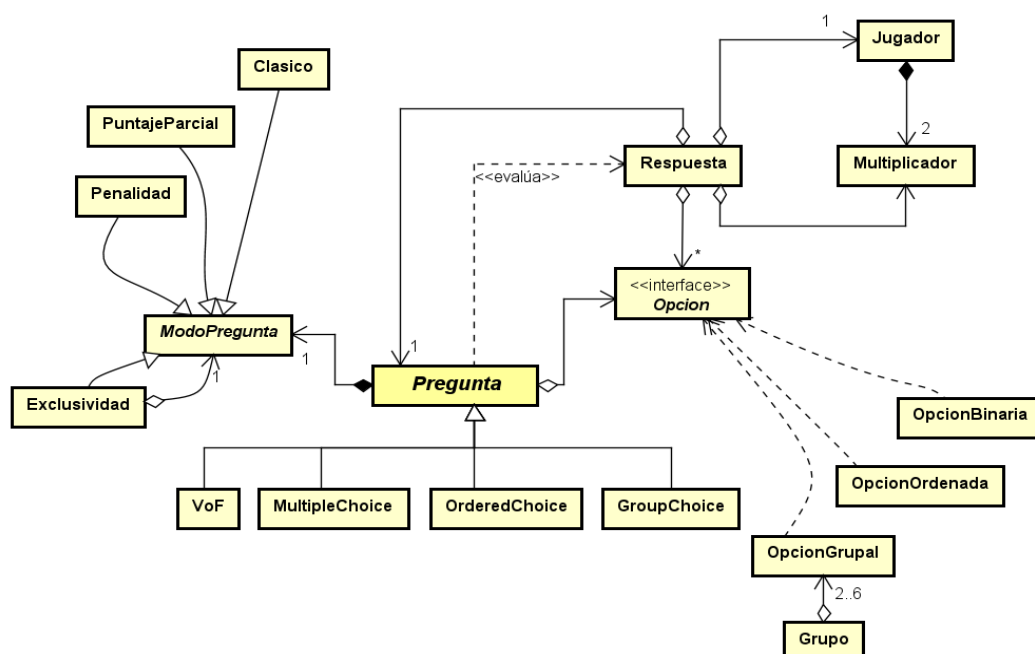 Clasico
1
Jugador
PuntajeParcial
2
Respuesta
Multiplicador
<<evalúa>>
Penalidad
*
<<interface>>
Opcion
ModoPregunta
1
1
Pregunta
1
Exclusividad
OpcionBinaria
VoF
MultipleChoice
OrderedChoice
GroupChoice
OpcionOrdenada
OpcionGrupal
2..6
Grupo